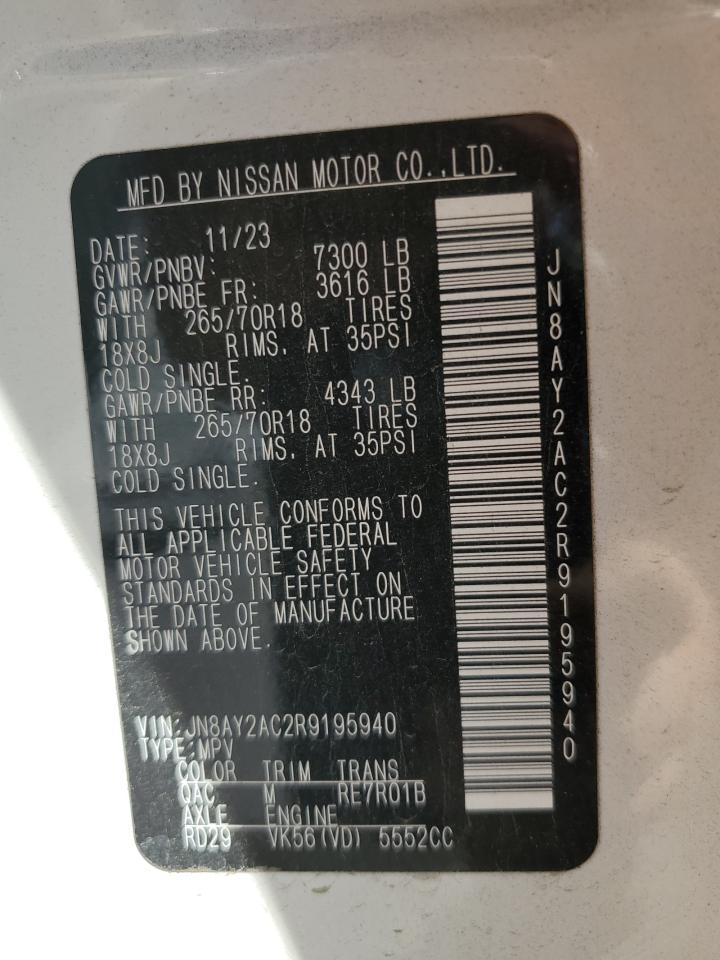 MFD BY NISSAN MOTOR CO.,LTD.
DATE: 11/23
GVWR/PNBV: 7300 LB
GAWR/PNBE FR: 3616 LB
WITH 265/70R18 TIRES
18X8J RIMS, AT 35PSI
COLD SINGLE.
GAWR/PNBE RR: 4343 LB
WITH 265/70R18 TIRES
18X8J RIMS. AT 35PSI
COLD SINGLE.
THIS VEHICLE CONFORMS TO
ALL APPLICABLE FEDERAL
MOTOR VEHICLE SAFETY
STANDARDS IN EFFECT ON
THE DATE OF MANUFACTURE
SHOWN ABOVE.
VIN:JN8AY2AC2R9195940
TYPE:MPV
COLOR TRIM TRANS
QAC M RE7R01B
AXLE ENGINE
RD29 VK56(VD) 5552CC
JN8AY2AC2R9195940